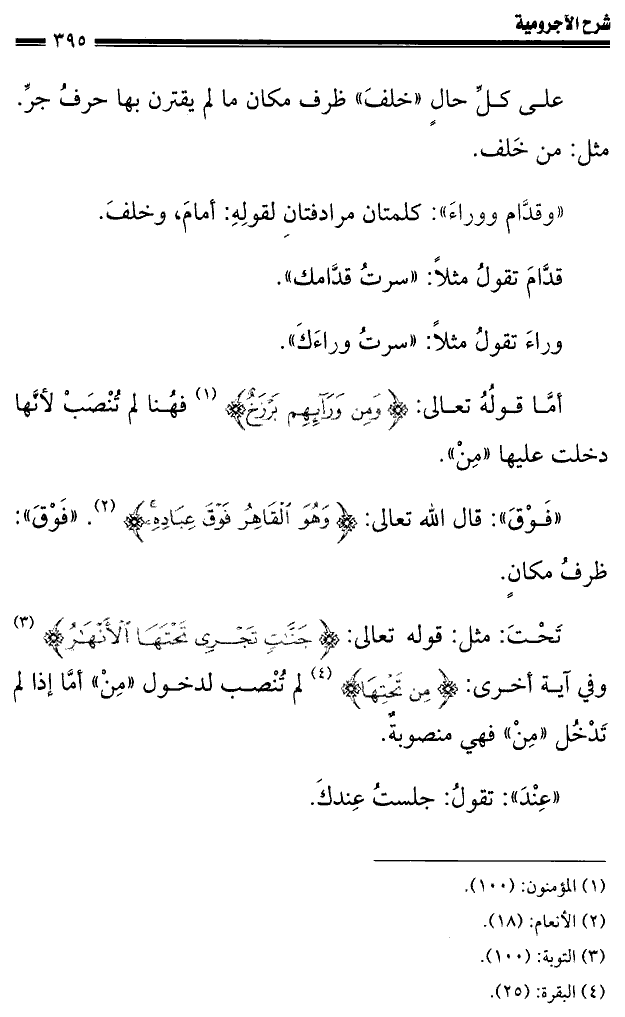 شرح الآجرومية
٣٩٥
على كلِّ حالٍ «خلفَ» ظرف مكان ما لم يقترن بها حرفُ جرٍّ.
مثل: من خَلف.
«وقدَّام ووراءَ»: كلمتان مرادفتانِ لقولِهِ: أمامَ، وخلفَ.
قدَّامَ تقولُ مثلاً: «سرتُ قدَّامك».
وراءَ تقولُ مثلاً: «سرتُ وراءَكَ».
أمَّا قولُهُ تعالى: ﴿وَمِن وَرَآئِهِم بَرْزَخٌ﴾ (١) فهُنا لم تُنْصَبْ لأنَّها
دخلت عليها «مِنْ».
«فَوْقَ»: قال الله تعالى: ﴿وَهُوَ ٱلْقَاهِرُ فَوْقَ عِبَادِهِۦ﴾ (٢). «فَوْقَ»:
ظرفُ مكانٍ.
تَحْتَ: مثل: قوله تعالى: ﴿جَنَّٰتٍ تَجْرِى تَحْتَهَا ٱلْأَنْهَٰرُ﴾ (٣)
وفي آية أخرى: ﴿مِن تَحْتِهَا﴾ (٤) لم تُنْصب لدخول «مِنْ» أمَّا إذا لم
تَدْخُل «مِنْ» فهي منصوبةٌ.
«عِنْدَ»: تقولُ: جلستُ عِندكَ.
(١) المؤمنون: (١٠٠).
(٢) الأنعام: (١٨).
(٣) التوبة: (١٠٠).
(٤) البقرة: (٢٥).